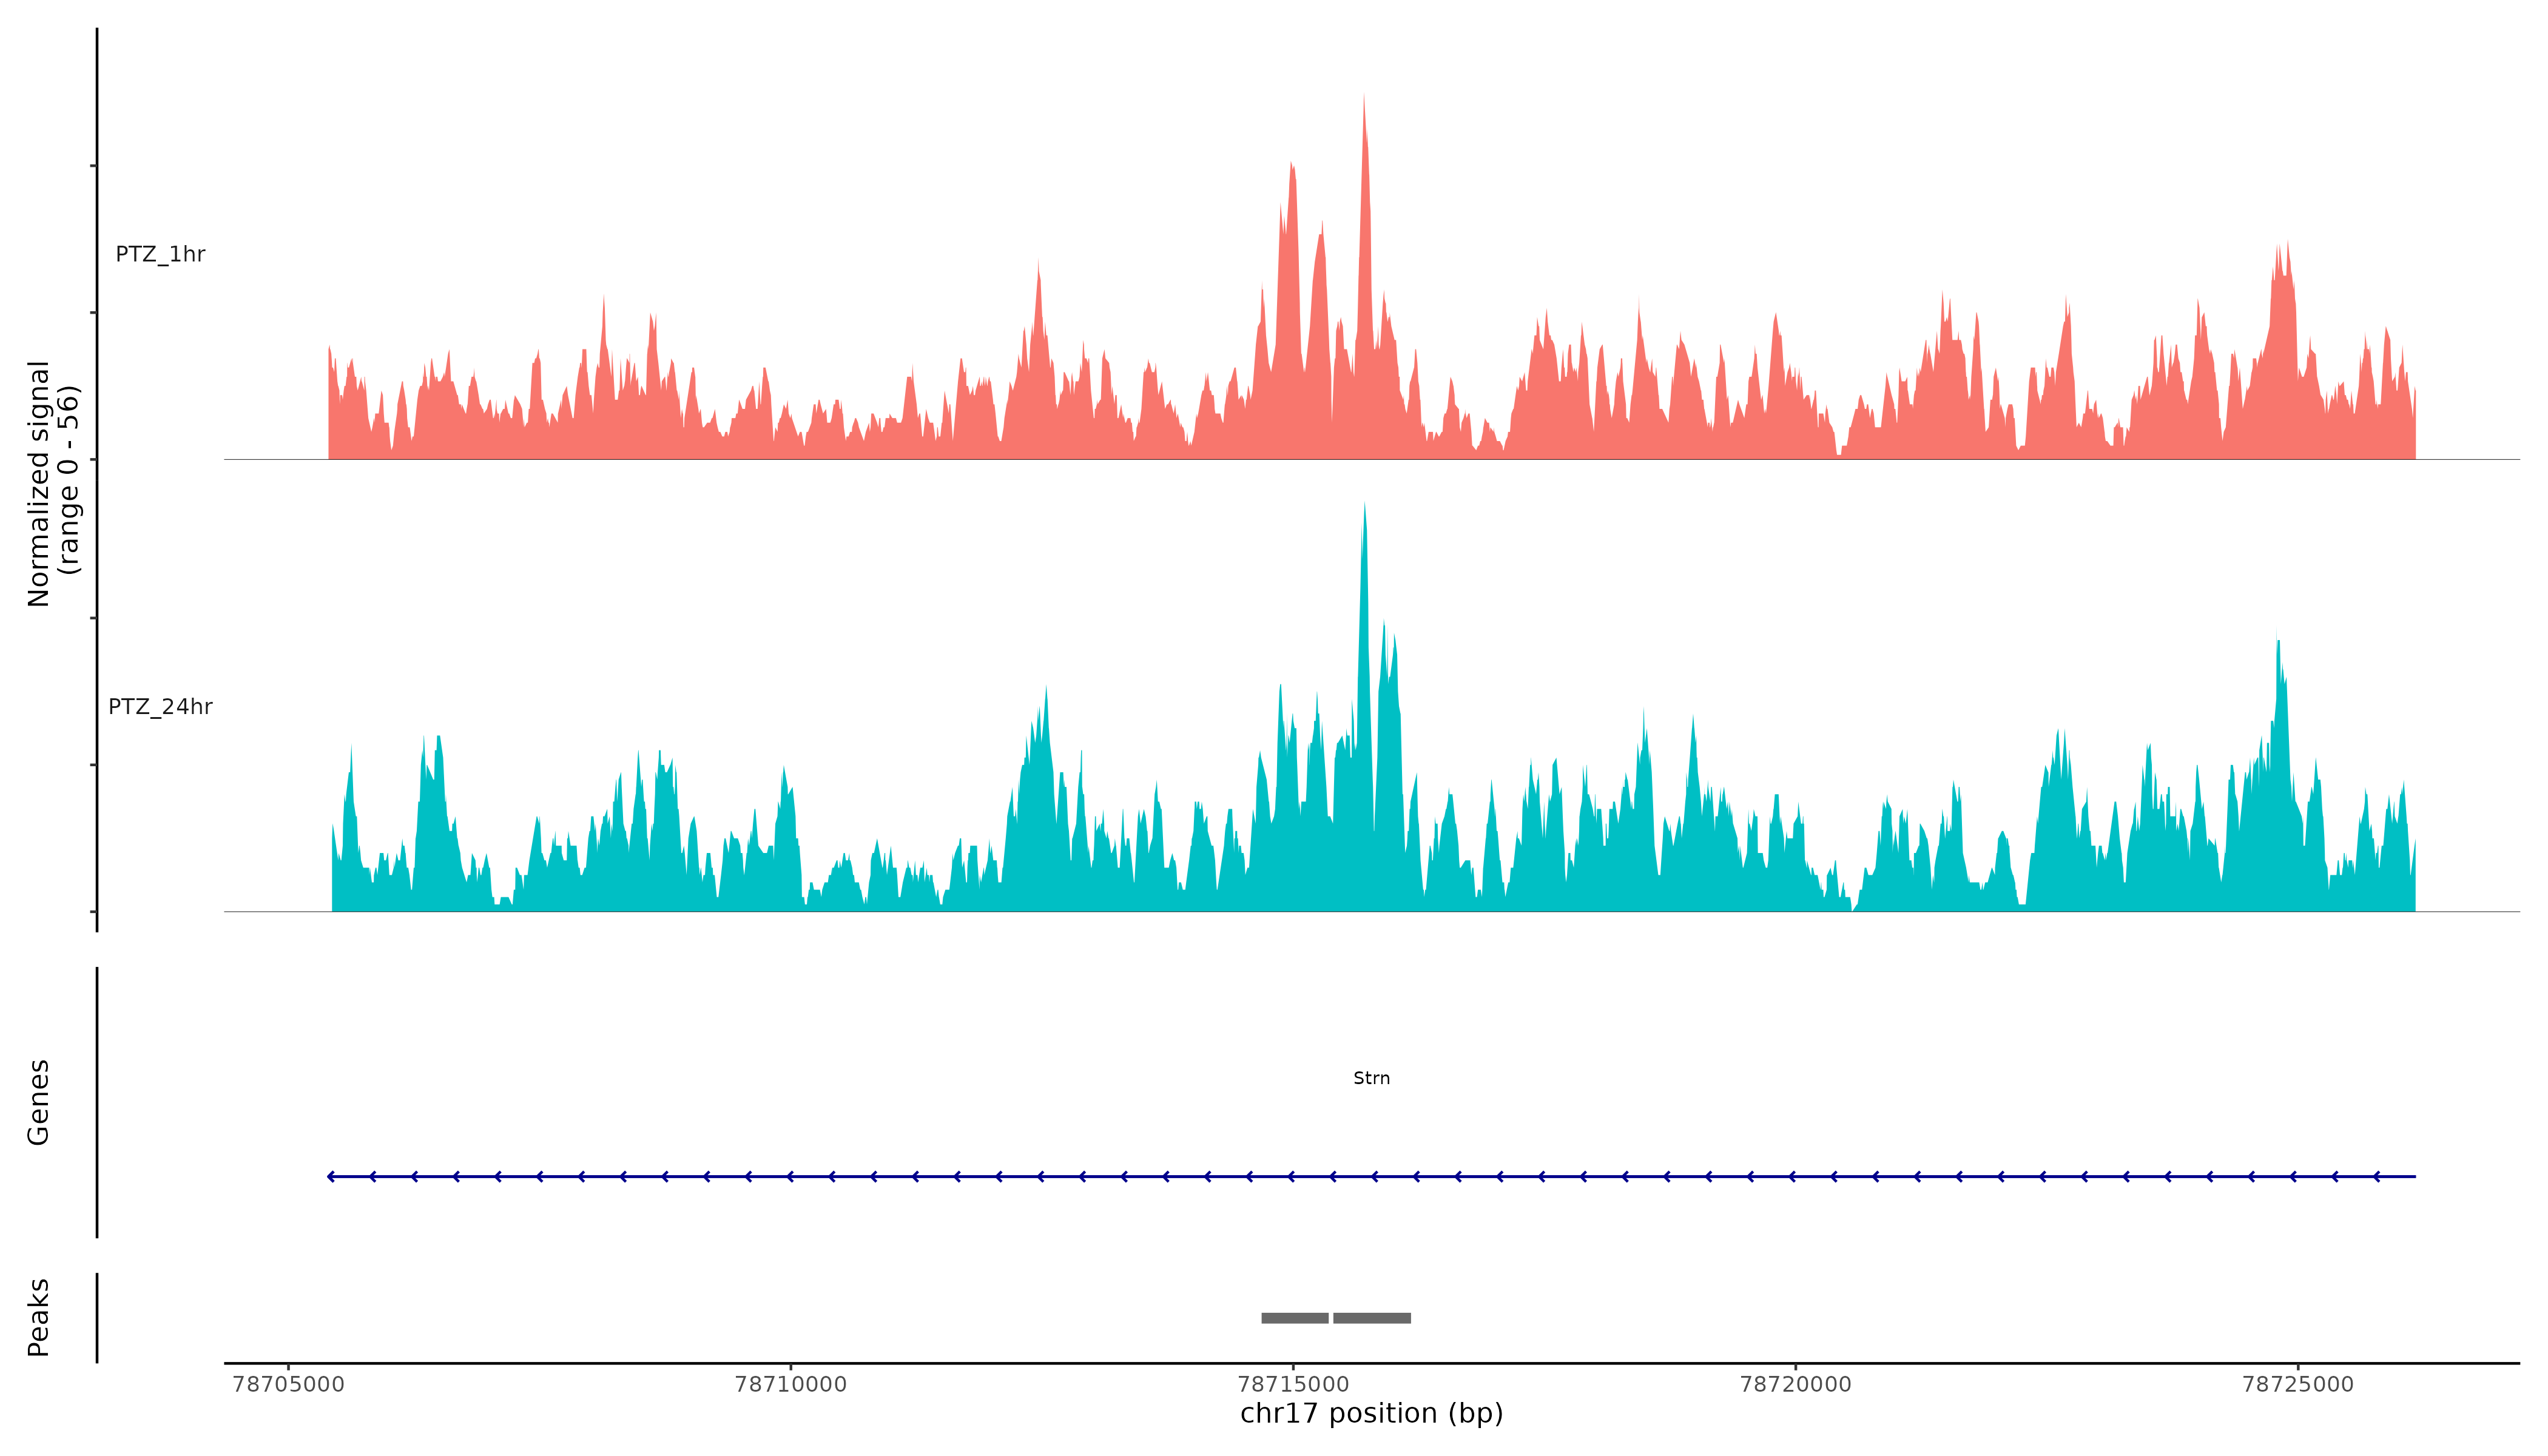 Normalized signal
(range 0 - 56)
PTZ_1hr
PTZ_24hr
Genes
Strn
Peaks
78705000 78710000 78715000 78720000 78725000
chr17 position (bp)